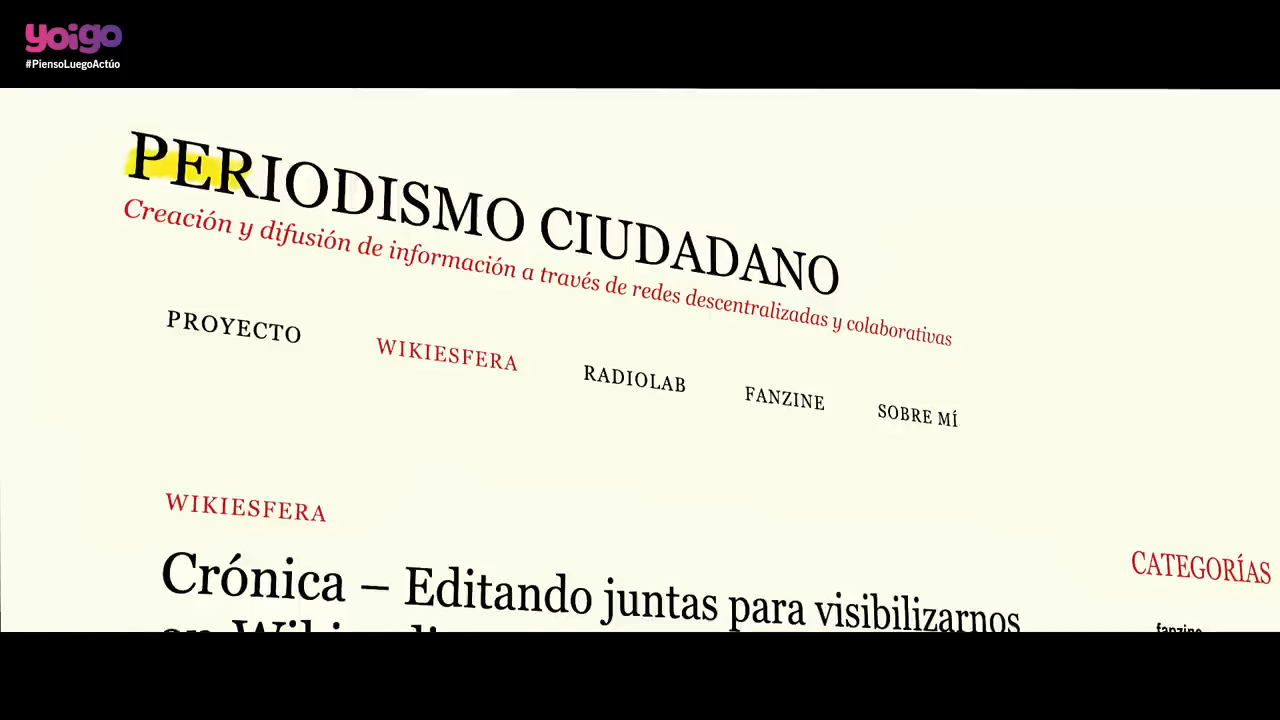 yoigo
#PiensoLuegoActúo
PERIODISMO CIUDADANO
Creación y difusión de información a través de redes descentralizadas y colaborativas
PROYECTO WIKIESFERA RADIOLAB FANZINE SOBRE MÍ
WIKIESFERA
Crónica – Editando juntas para visibilizarnos
CATEGORÍAS
fanzine